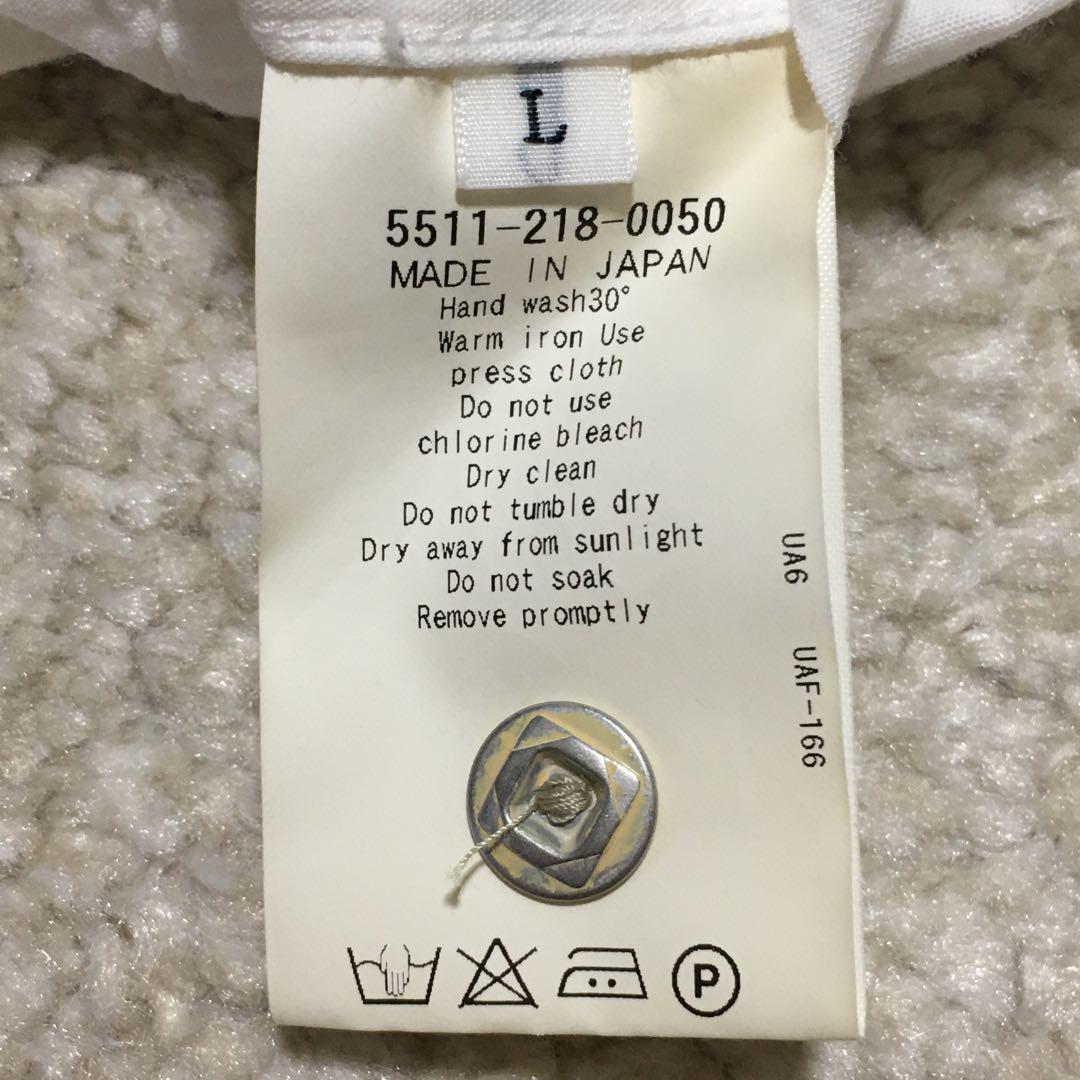 L
5511-218-0050
MADE IN JAPAN
Hand wash30°
Warm iron Use
press cloth
Do not use
chlorine bleach
Dry clean
Do not tumble dry
Dry away from sunlight
Do not soak
Remove promptly
UA6 UAF-166
P